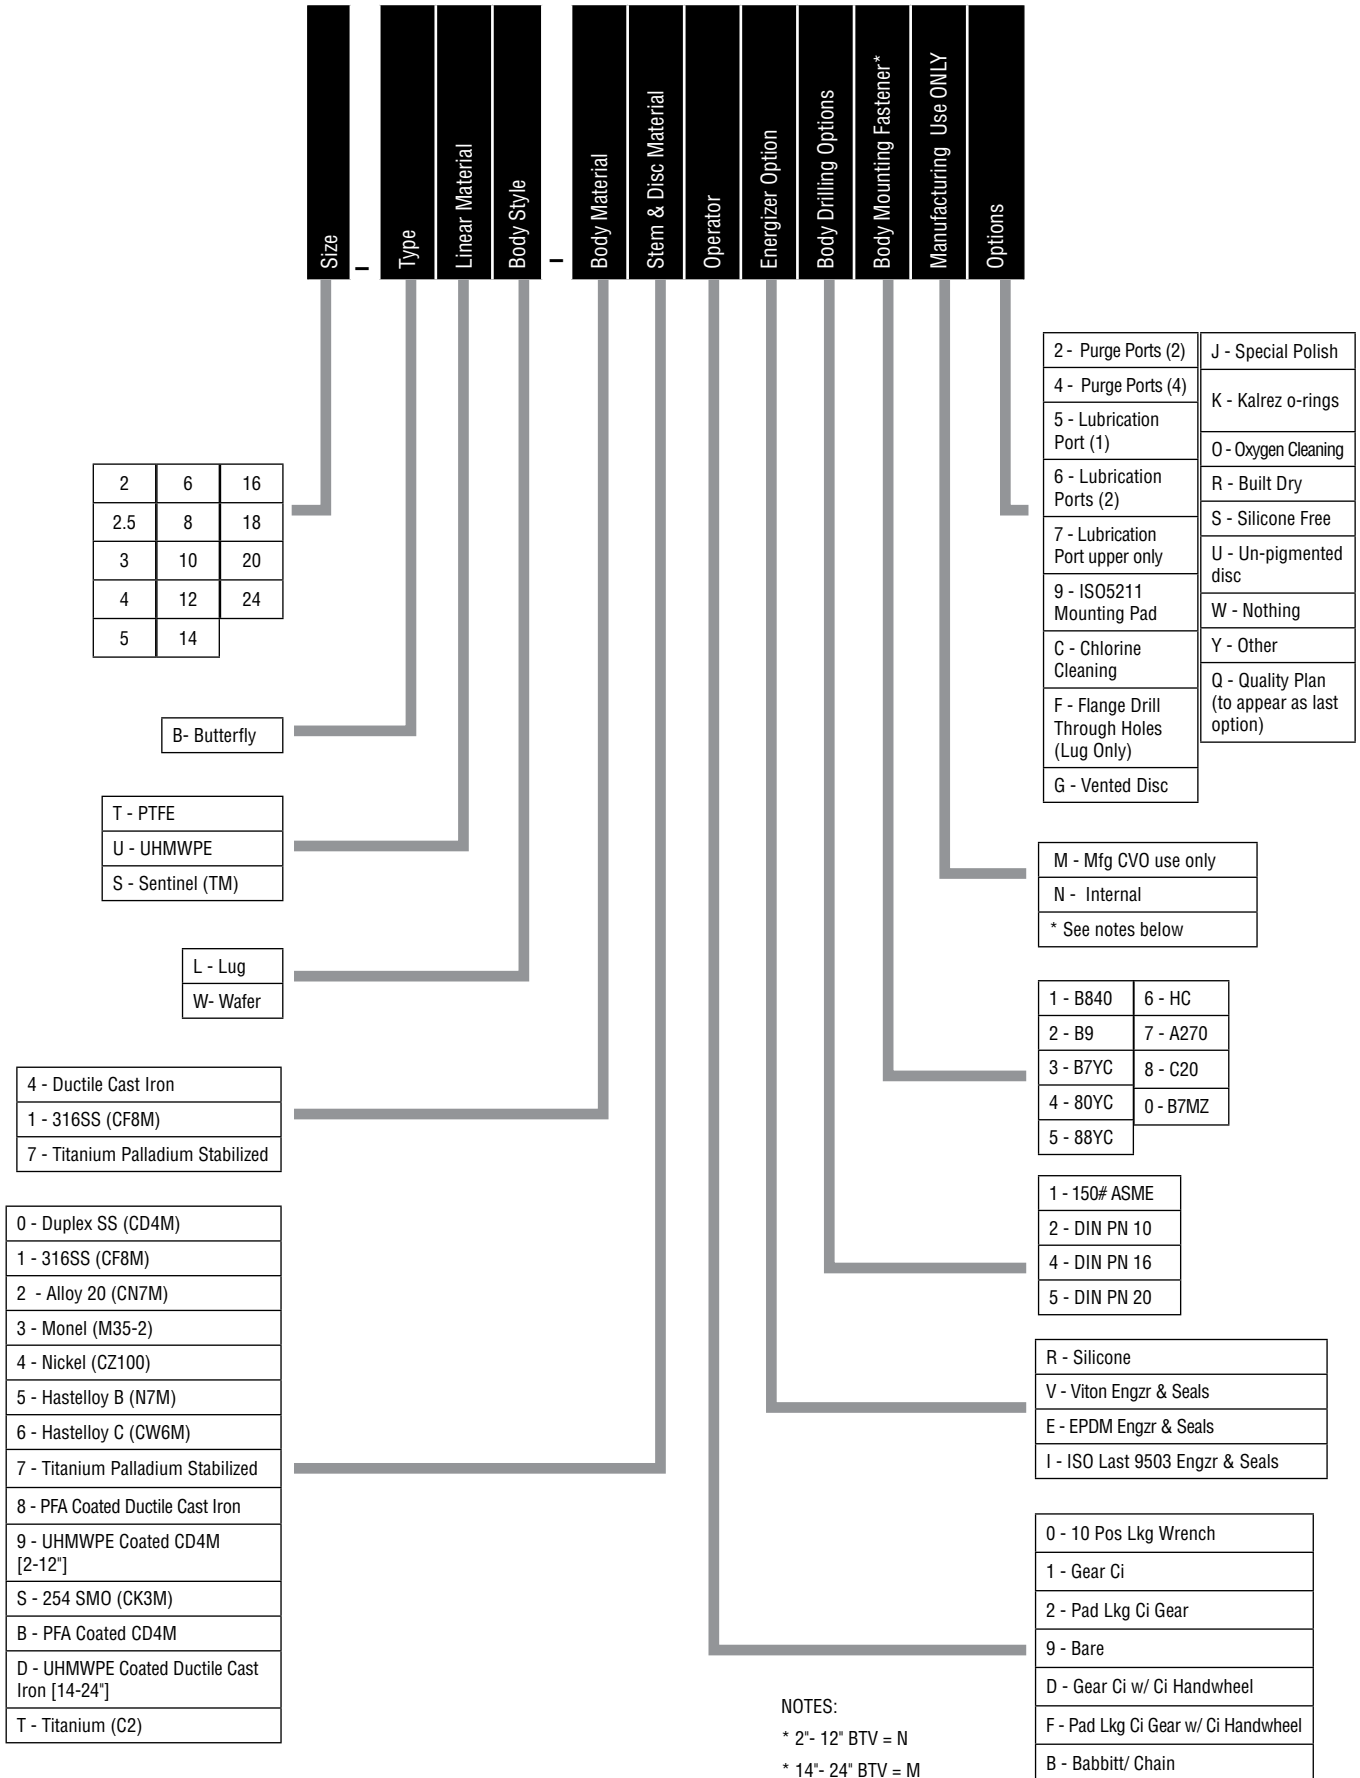 Size
–
Type
Linear Material
Body Style
–
Body Material
Stem & Disc Material
Operator
Energizer Option
Body Drilling Options
Body Mounting Fastener*
Manufacturing Use ONLY
Options
2 6 16
2.5 8 18
3 10 20
4 12 24
5 14
B- Butterfly
T - PTFE
U - UHMWPE
S - Sentinel (TM)
L - Lug
W- Wafer
4 - Ductile Cast Iron
1 - 316SS (CF8M)
7 - Titanium Palladium Stabilized
0 - Duplex SS (CD4M)
1 - 316SS (CF8M)
2 - Alloy 20 (CN7M)
3 - Monel (M35-2)
4 - Nickel (CZ100)
5 - Hastelloy B (N7M)
6 - Hastelloy C (CW6M)
7 - Titanium Palladium Stabilized
8 - PFA Coated Ductile Cast Iron
9 - UHMWPE Coated CD4M
[2-12"]
S - 254 SMO (CK3M)
B - PFA Coated CD4M
D - UHMWPE Coated Ductile Cast
Iron [14-24"]
T - Titanium (C2)
2 - Purge Ports (2)
4 - Purge Ports (4)
5 - Lubrication
Port (1)
6 - Lubrication
Ports (2)
7 - Lubrication
Port upper only
9 - ISO5211
Mounting Pad
C - Chlorine
Cleaning
F - Flange Drill
Through Holes
(Lug Only)
G - Vented Disc
J - Special Polish
K - Kalrez o-rings
O - Oxygen Cleaning
R - Built Dry
S - Silicone Free
U - Un-pigmented
disc
W - Nothing
Y - Other
Q - Quality Plan
(to appear as last
option)
M - Mfg CVO use only
N - Internal
* See notes below
1 - B840 6 - HC
2 - B9 7 - A270
3 - B7YC 8 - C20
4 - 80YC 0 - B7MZ
5 - 88YC
1 - 150# ASME
2 - DIN PN 10
4 - DIN PN 16
5 - DIN PN 20
R - Silicone
V - Viton Engzr & Seals
E - EPDM Engzr & Seals
I - ISO Last 9503 Engzr & Seals
0 - 10 Pos Lkg Wrench
1 - Gear Ci
2 - Pad Lkg Ci Gear
9 - Bare
D - Gear Ci w/ Ci Handwheel
F - Pad Lkg Ci Gear w/ Ci Handwheel
B - Babbitt/ Chain
NOTES:
* 2"- 12" BTV = N
* 14"- 24" BTV = M